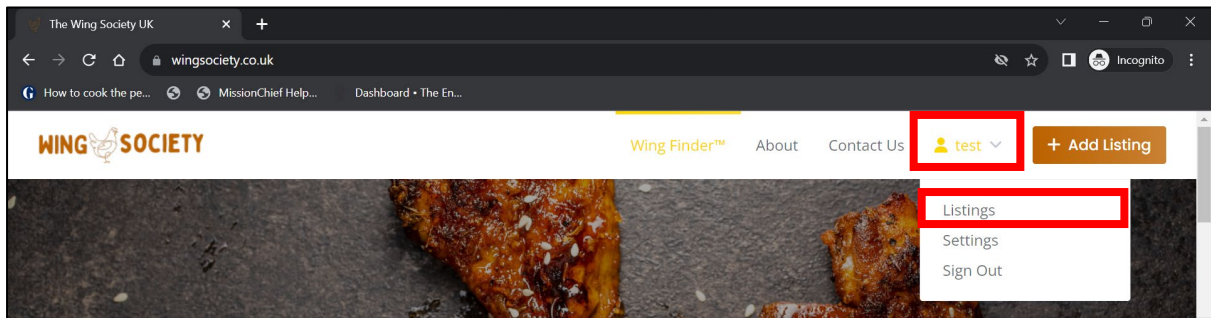 The Wing Society UK
wingsociety.co.uk
Incognito
How to cook the pe...
MissionChief Help...
Dashboard • The En...
WING SOCIETY
Wing Finder™
About
Contact Us
test
+ Add Listing
Listings
Settings
Sign Out